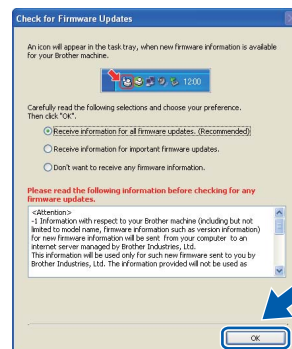 Check for Firmware Updates
An icon will appear in the task tray, when new firmware information is available
for your Brother machine.
12:00
Carefully read the following selections and choose your preference.
Then click "OK".
Receive information for all firmware updates. (Recommended)
Receive information for important firmware updates.
Don't want to receive any firmware information.
Please read the following information before checking for any
firmware updates.
<Attention>
-1 Information with respect to your Brother machine (including but not
limited to model name, firmware information such as version information)
for new firmware information will be sent from your computer to an
internet server managed by Brother Industries, Ltd.
This information will be used only for such new firmware sent to you by
Brother Industries, Ltd. The information provided will not be used as
OK